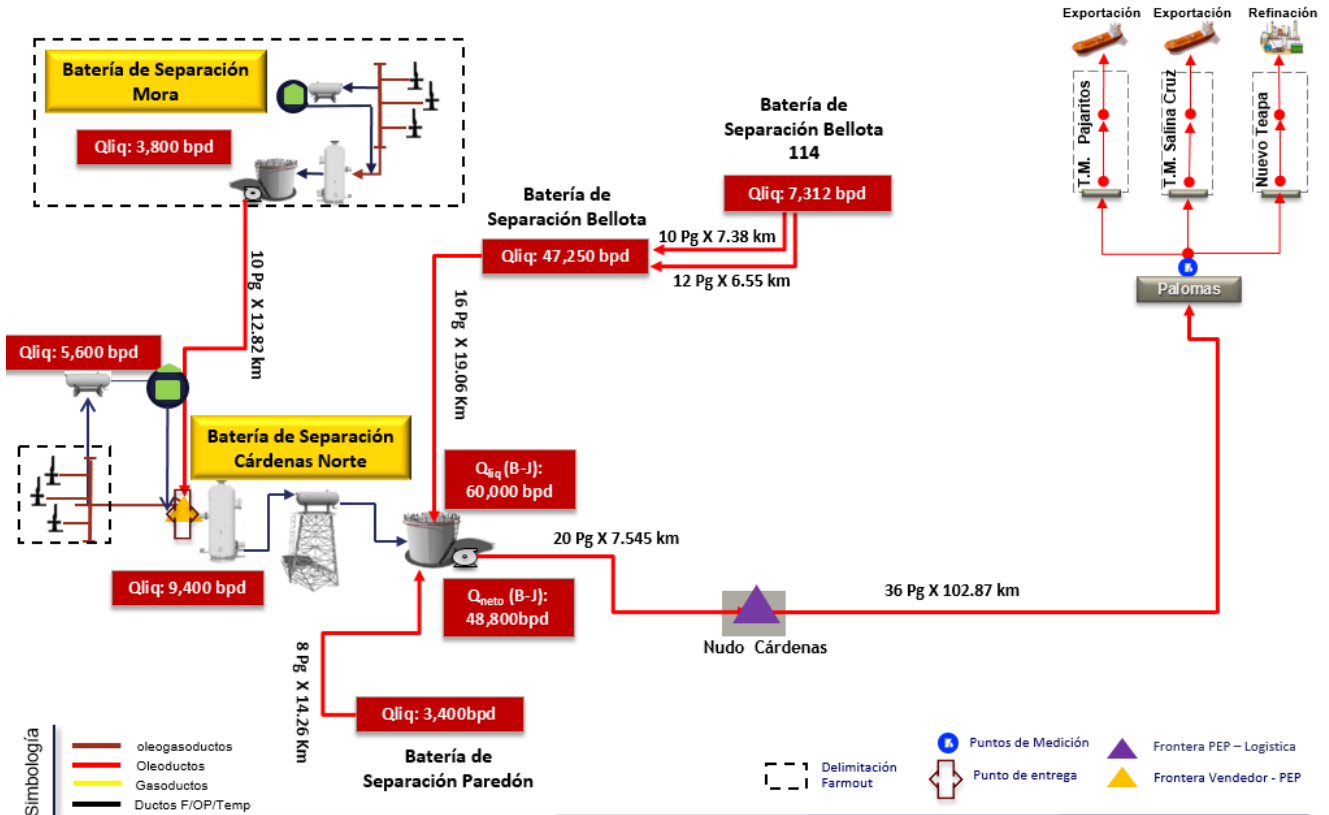 Exportación
Exportación
Refinación
T.M. Pajaritos
T.M. Salina Cruz
Nuevo Teapa
Palomas
Batería de Separación
Mora
Qliq: 3,800 bpd
Batería de
Separación Bellota
114
Qliq: 7,312 bpd
Batería de
Separación Bellota
Qliq: 47,250 bpd
10 Pg X 7.38 km
12 Pg X 6.55 km
10 Pg X 12.82 km
16 Pg X 19.06 Km
Qliq: 5,600 bpd
Batería de Separación
Cárdenas Norte
Qliq (B-J):
60,000 bpd
20 Pg X 7.545 km
Qliq: 9,400 bpd
Qneto (B-J):
48,800bpd
36 Pg X 102.87 km
Nudo Cárdenas
8 Pg X 14.26 Km
Qliq: 3,400bpd
Batería de
Separación Paredón
Simbología
oleogasoductos
Oleoductos
Gasoductos
Ductos F/OP/Temp
Delimitación
Farmout
Puntos de Medición
Punto de entrega
Frontera PEP – Logistica
Frontera Vendedor - PEP